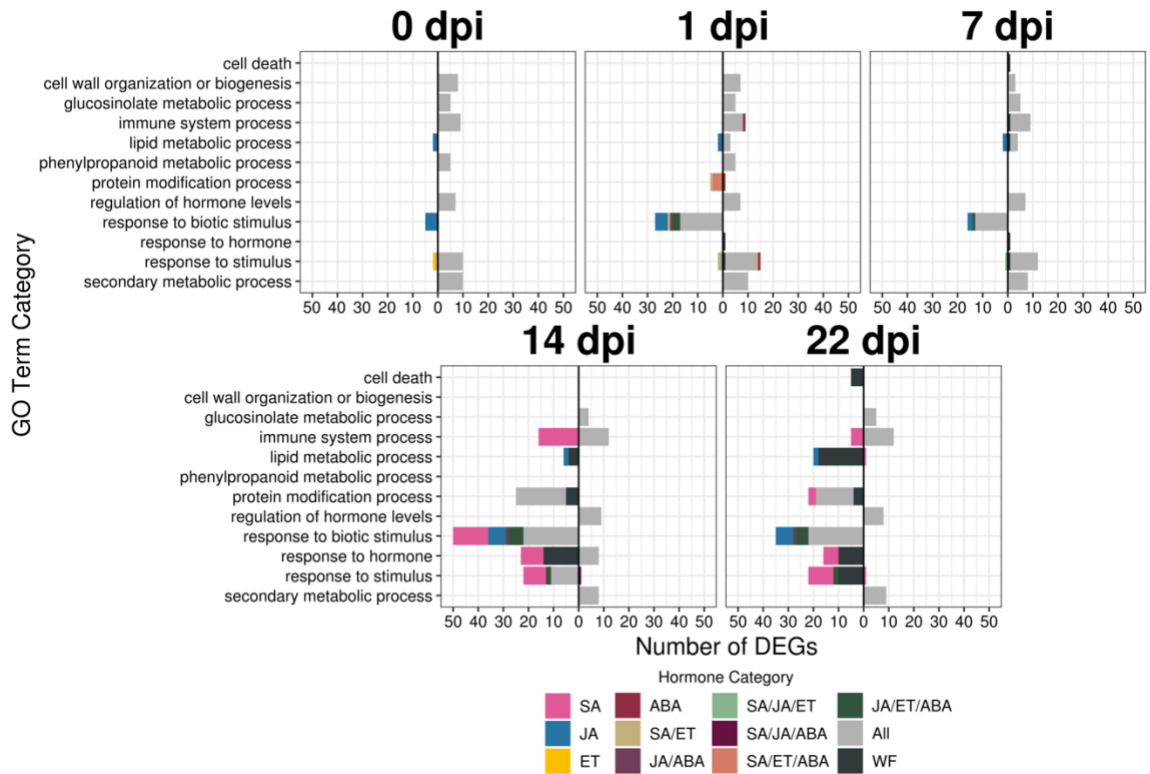 0 dpi 1 dpi 7 dpi
cell death
cell wall organization or biogenesis
glucosinolate metabolic process
immune system process
lipid metabolic process
phenylpropanoid metabolic process
protein modification process
regulation of hormone levels
response to biotic stimulus
response to hormone
response to stimulus
secondary metabolic process
50 40 30 20 10 0 10 20 30 40 50 50 40 30 20 10 0 10 20 30 40 50 50 40 30 20 10 0 10 20 30 40 50
GO Term Category
14 dpi 22 dpi
cell death
cell wall organization or biogenesis
glucosinolate metabolic process
immune system process
lipid metabolic process
phenylpropanoid metabolic process
protein modification process
regulation of hormone levels
response to biotic stimulus
response to hormone
response to stimulus
secondary metabolic process
50 40 30 20 10 0 10 20 30 40 50 50 40 30 20 10 0 10 20 30 40 50
Number of DEGs
Hormone Category
SA ABA SA/JA/ET JA/ET/ABA
JA SA/ET SA/JA/ABA All
ET JA/ABA SA/ET/ABA WF